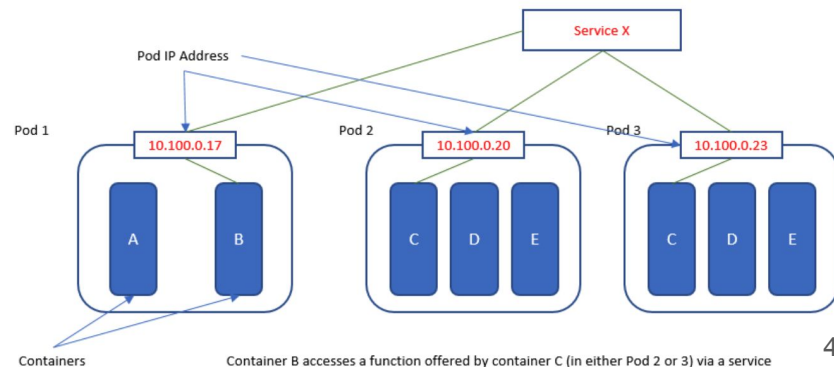 Service X
Pod IP Address
Pod 1
Pod 2
Pod 3
10.100.0.17
10.100.0.20
10.100.0.23
A
B
C
D
E
C
D
E
Containers
Container B accesses a function offered by container C (in either Pod 2 or 3) via a service
4